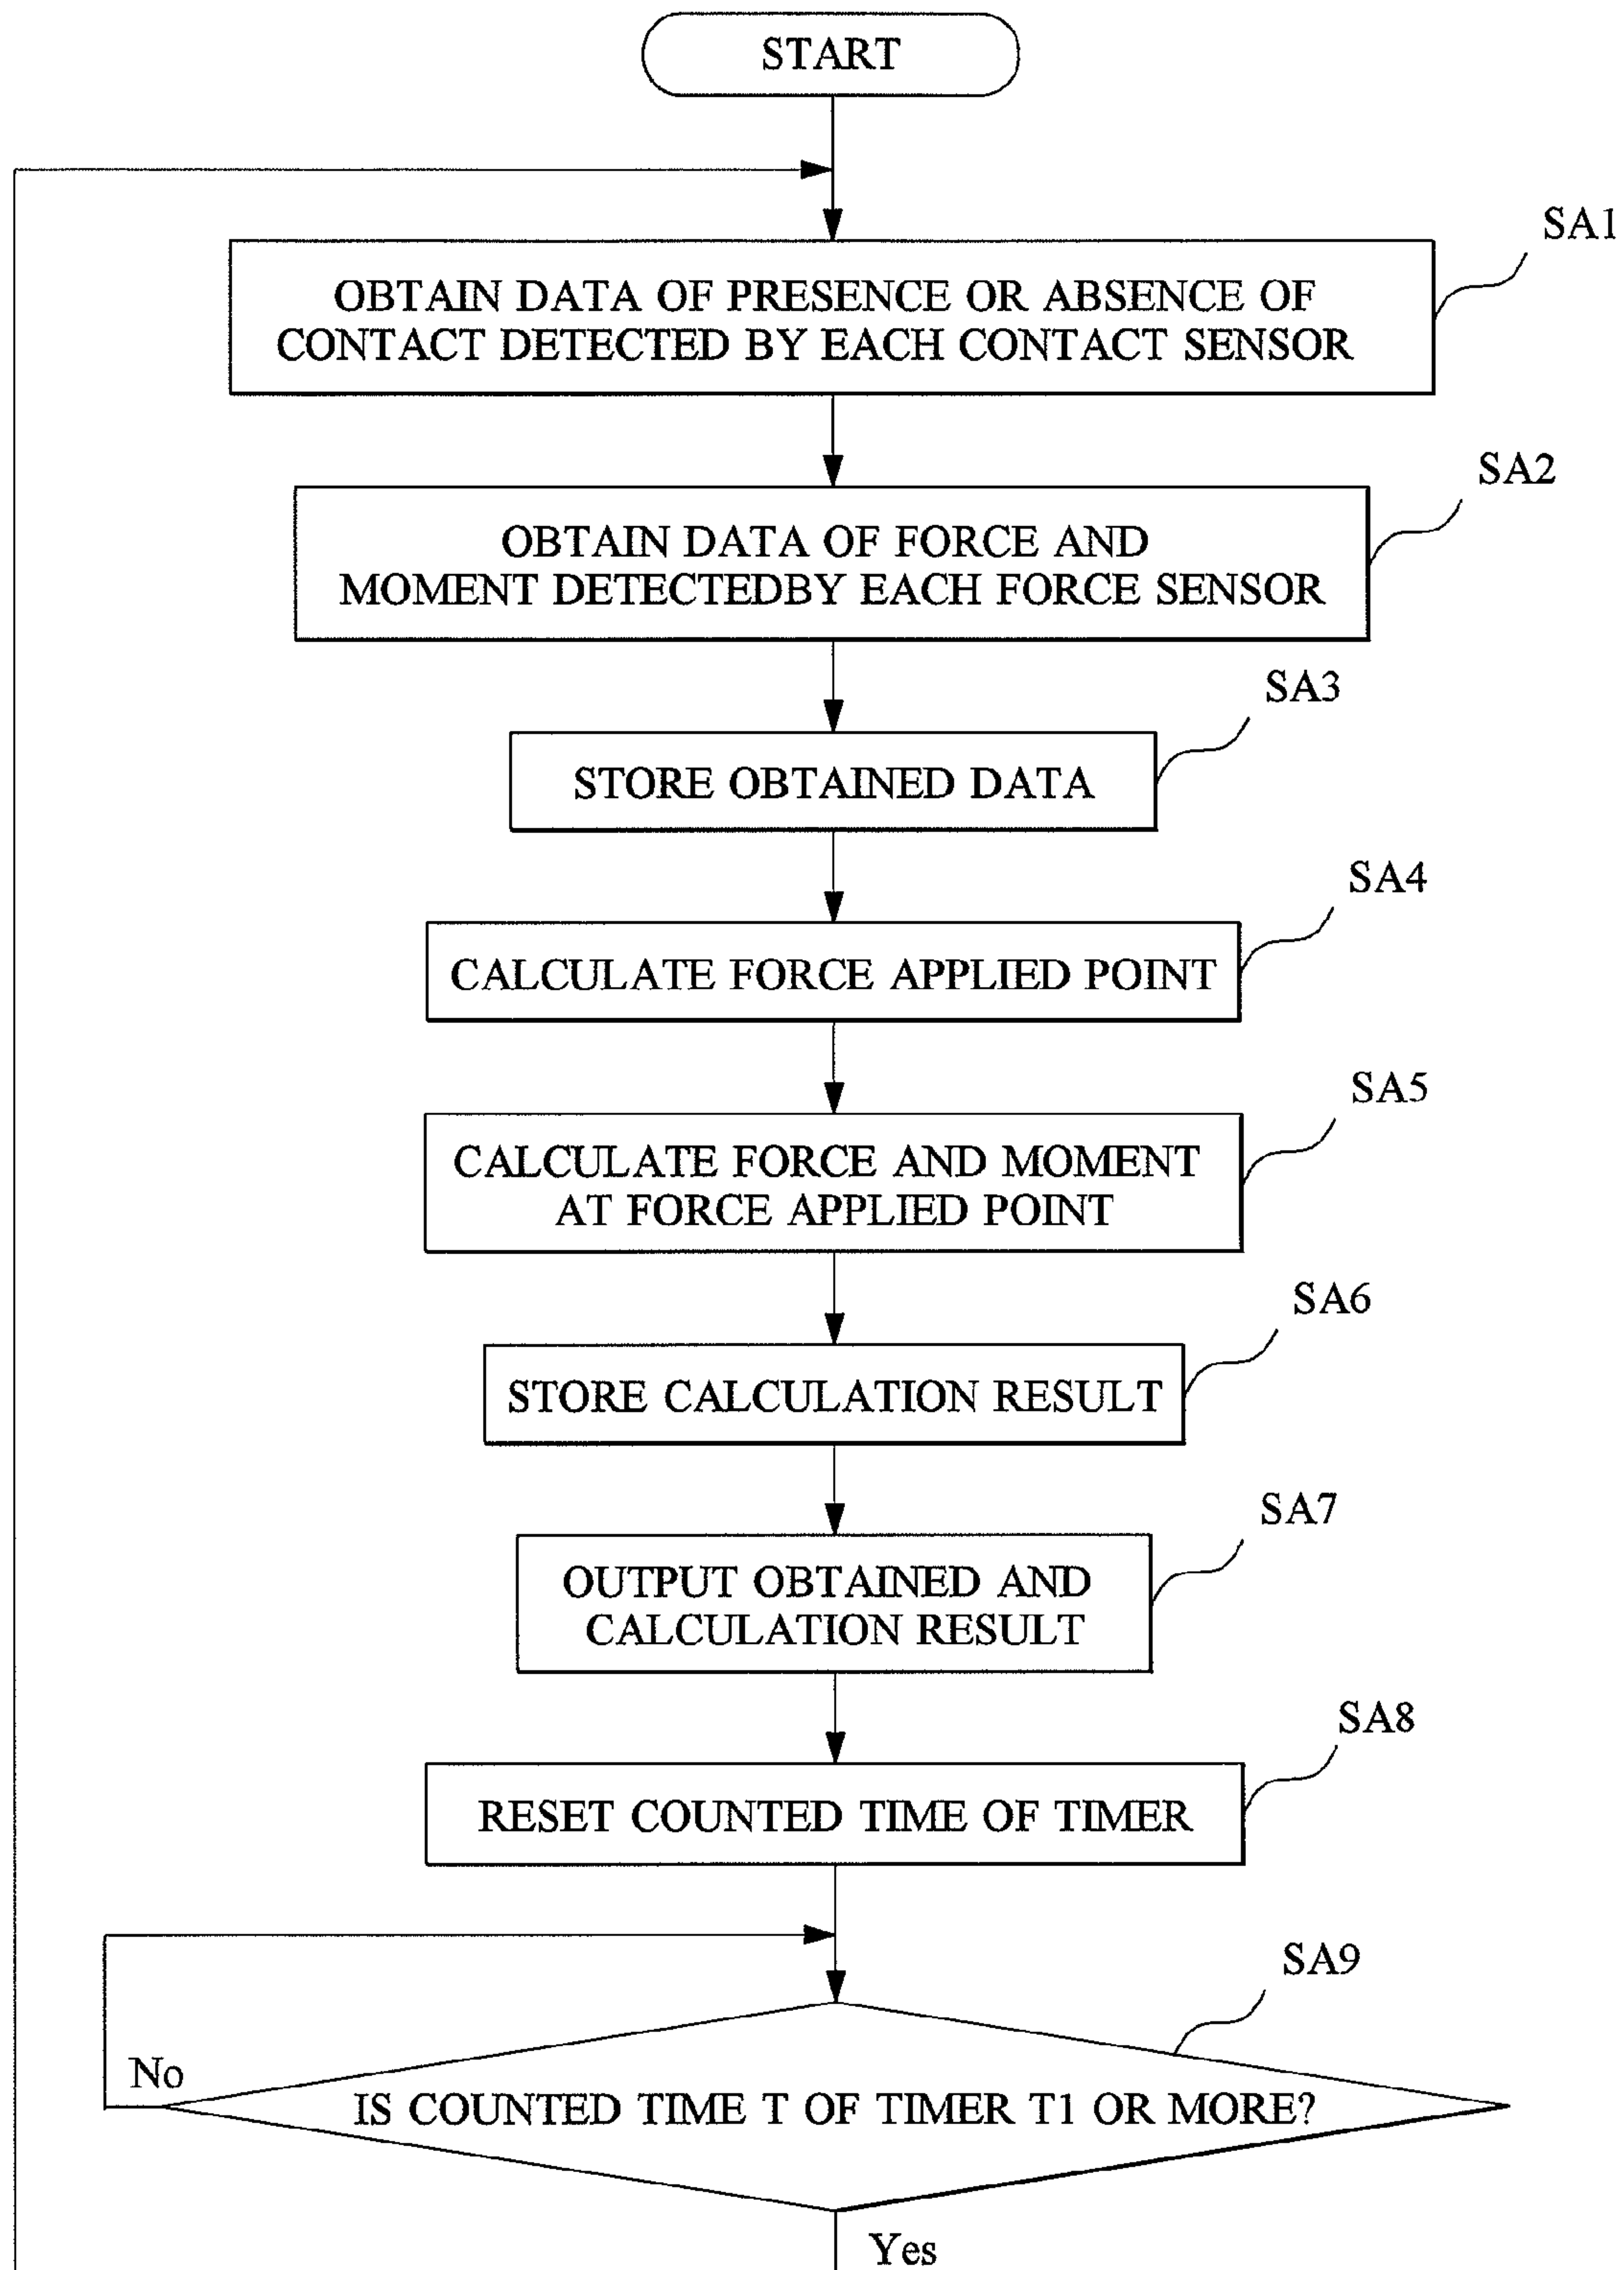 START
SA1
OBTAIN DATA OF PRESENCE OR ABSENCE OF
CONTACT DETECTED BY EACH CONTACT SENSOR
SA2
OBTAIN DATA OF FORCE AND
MOMENT DETECTEDBY EACH FORCE SENSOR
SA3
STORE OBTAINED DATA
SA4
CALCULATE FORCE APPLIED POINT
SA5
CALCULATE FORCE AND MOMENT
AT FORCE APPLIED POINT
SA6
STORE CALCULATION RESULT
SA7
OUTPUT OBTAINED AND
CALCULATION RESULT
SA8
RESET COUNTED TIME OF TIMER
SA9
No
IS COUNTED TIME T OF TIMER T1 OR MORE?
Yes